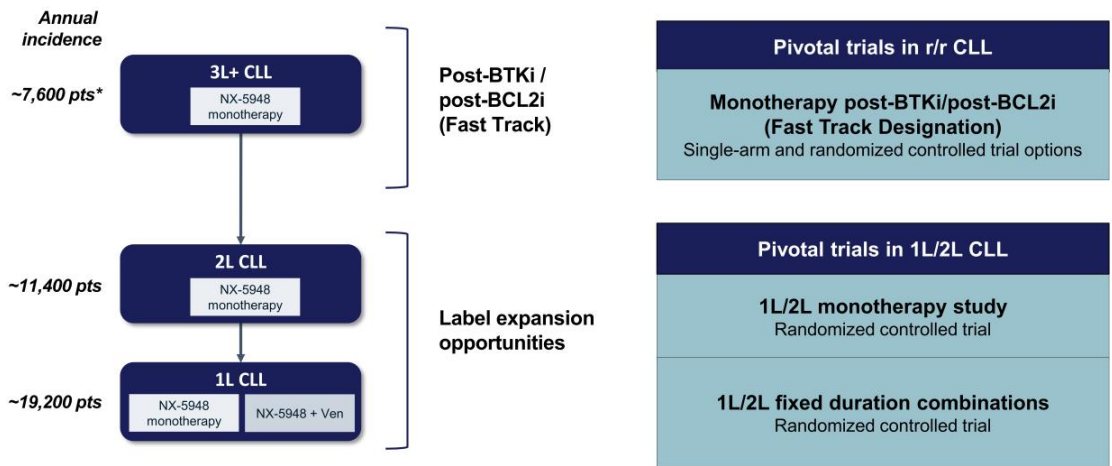 Annual
incidence
~7,600 pts*
3L+ CLL
NX-5948
monotherapy
Post-BTKi /
post-BCL2i
(Fast Track)
~11,400 pts
2L CLL
NX-5948
monotherapy
~19,200 pts
1L CLL
NX-5948
monotherapy
NX-5948 + Ven
Label expansion
opportunities
Pivotal trials in r/r CLL
Monotherapy post-BTKi/post-BCL2i
(Fast Track Designation)
Single-arm and randomized controlled trial options
Pivotal trials in 1L/2L CLL
1L/2L monotherapy study
Randomized controlled trial
1L/2L fixed duration combinations
Randomized controlled trial